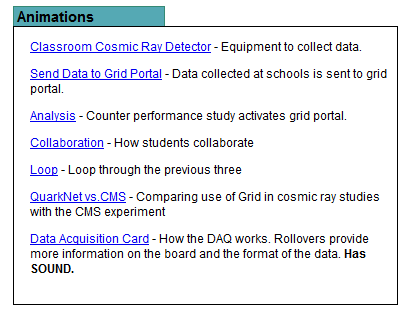 Animations
Classroom Cosmic Ray Detector - Equipment to collect data.
Send Data to Grid Portal - Data collected at schools is sent to grid
portal.
Analysis - Counter performance study activates grid portal.
Collaboration - How students collaborate
Loop - Loop through the previous three
QuarkNet vs.CMS - Comparing use of Grid in cosmic ray studies
with the CMS experiment
Data Acquisition Card - How the DAQ works. Rollovers provide
more information on the board and the format of the data. Has
SOUND.